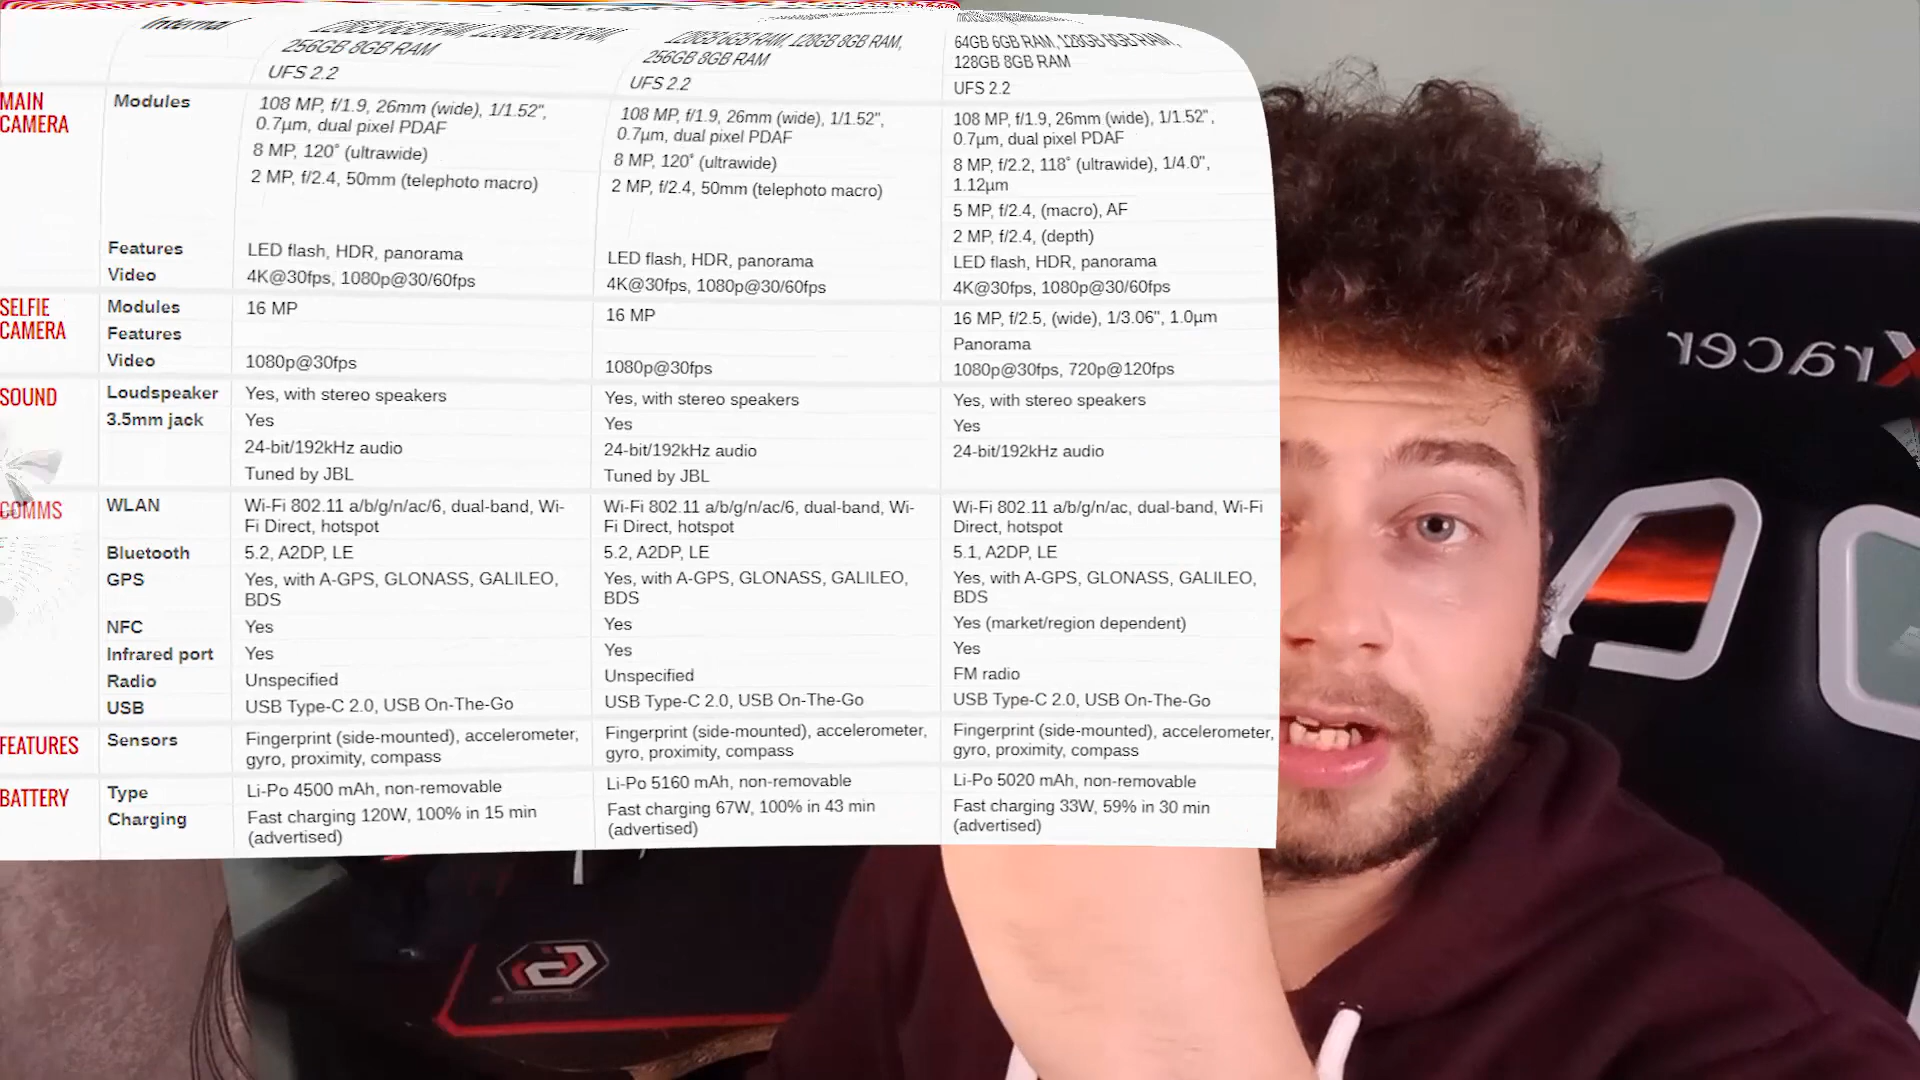 Internal
128GB 6GB RAM, 128GB 8GB RAM,
256GB 8GB RAM
UFS 2.2
128GB 6GB RAM, 128GB 8GB RAM,
256GB 8GB RAM
UFS 2.2
64GB 6GB RAM, 128GB 6GB RAM,
128GB 8GB RAM
UFS 2.2
MAIN
CAMERA
Modules
108 MP, f/1.9, 26mm (wide), 1/1.52",
0.7µm, dual pixel PDAF
8 MP, 120˚ (ultrawide)
2 MP, f/2.4, 50mm (telephoto macro)
108 MP, f/1.9, 26mm (wide), 1/1.52",
0.7µm, dual pixel PDAF
8 MP, 120˚ (ultrawide)
2 MP, f/2.4, 50mm (telephoto macro)
108 MP, f/1.9, 26mm (wide), 1/1.52",
0.7µm, dual pixel PDAF
8 MP, f/2.2, 118˚ (ultrawide), 1/4.0",
1.12µm
5 MP, f/2.4, (macro), AF
2 MP, f/2.4, (depth)
Features
LED flash, HDR, panorama
LED flash, HDR, panorama
LED flash, HDR, panorama
Video
4K@30fps, 1080p@30/60fps
4K@30fps, 1080p@30/60fps
4K@30fps, 1080p@30/60fps
SELFIE
CAMERA
Modules
16 MP
16 MP
16 MP, f/2.5, (wide), 1/3.06", 1.0µm
Features
Panorama
Video
1080p@30fps
1080p@30fps
1080p@30fps, 720p@120fps
SOUND
Loudspeaker
Yes, with stereo speakers
Yes, with stereo speakers
Yes, with stereo speakers
3.5mm jack
Yes
Yes
Yes
24-bit/192kHz audio
24-bit/192kHz audio
24-bit/192kHz audio
Tuned by JBL
Tuned by JBL
COMMS
WLAN
Wi-Fi 802.11 a/b/g/n/ac/6, dual-band, Wi-
Fi Direct, hotspot
Wi-Fi 802.11 a/b/g/n/ac/6, dual-band, Wi-
Fi Direct, hotspot
Wi-Fi 802.11 a/b/g/n/ac, dual-band, Wi-Fi
Direct, hotspot
Bluetooth
5.2, A2DP, LE
5.2, A2DP, LE
5.1, A2DP, LE
GPS
Yes, with A-GPS, GLONASS, GALILEO,
BDS
Yes, with A-GPS, GLONASS, GALILEO,
BDS
Yes, with A-GPS, GLONASS, GALILEO,
BDS
NFC
Yes
Yes
Yes (market/region dependent)
Infrared port
Yes
Yes
Yes
Radio
Unspecified
Unspecified
FM radio
USB
USB Type-C 2.0, USB On-The-Go
USB Type-C 2.0, USB On-The-Go
USB Type-C 2.0, USB On-The-Go
FEATURES
Sensors
Fingerprint (side-mounted), accelerometer,
gyro, proximity, compass
Fingerprint (side-mounted), accelerometer,
gyro, proximity, compass
Fingerprint (side-mounted), accelerometer,
gyro, proximity, compass
BATTERY
Type
Li-Po 4500 mAh, non-removable
Li-Po 5160 mAh, non-removable
Li-Po 5020 mAh, non-removable
Charging
Fast charging 120W, 100% in 15 min
(advertised)
Fast charging 67W, 100% in 43 min
(advertised)
Fast charging 33W, 59% in 30 min
(advertised)
Xracer